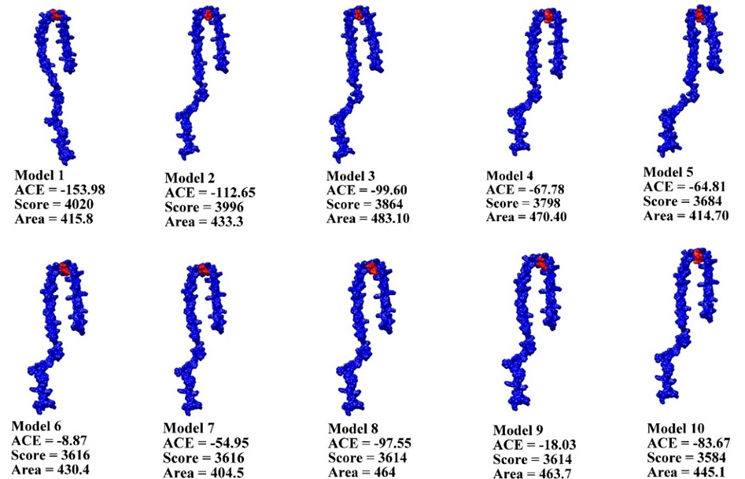 Model 1
ACE = -153.98
Score = 4020
Area = 415.8
Model 2
ACE = -112.65
Score = 3996
Area = 433.3
Model 3
ACE = -99.60
Score = 3864
Area = 483.10
Model 4
ACE = -67.78
Score = 3798
Area = 470.40
Model 5
ACE = -64.81
Score = 3684
Area = 414.70
Model 6
ACE = -8.87
Score = 3616
Area = 430.4
Model 7
ACE = -54.95
Score = 3616
Area = 404.5
Model 8
ACE = -97.55
Score = 3614
Area = 464
Model 9
ACE = -18.03
Score = 3614
Area = 463.7
Model 10
ACE = -83.67
Score = 3584
Area = 445.1